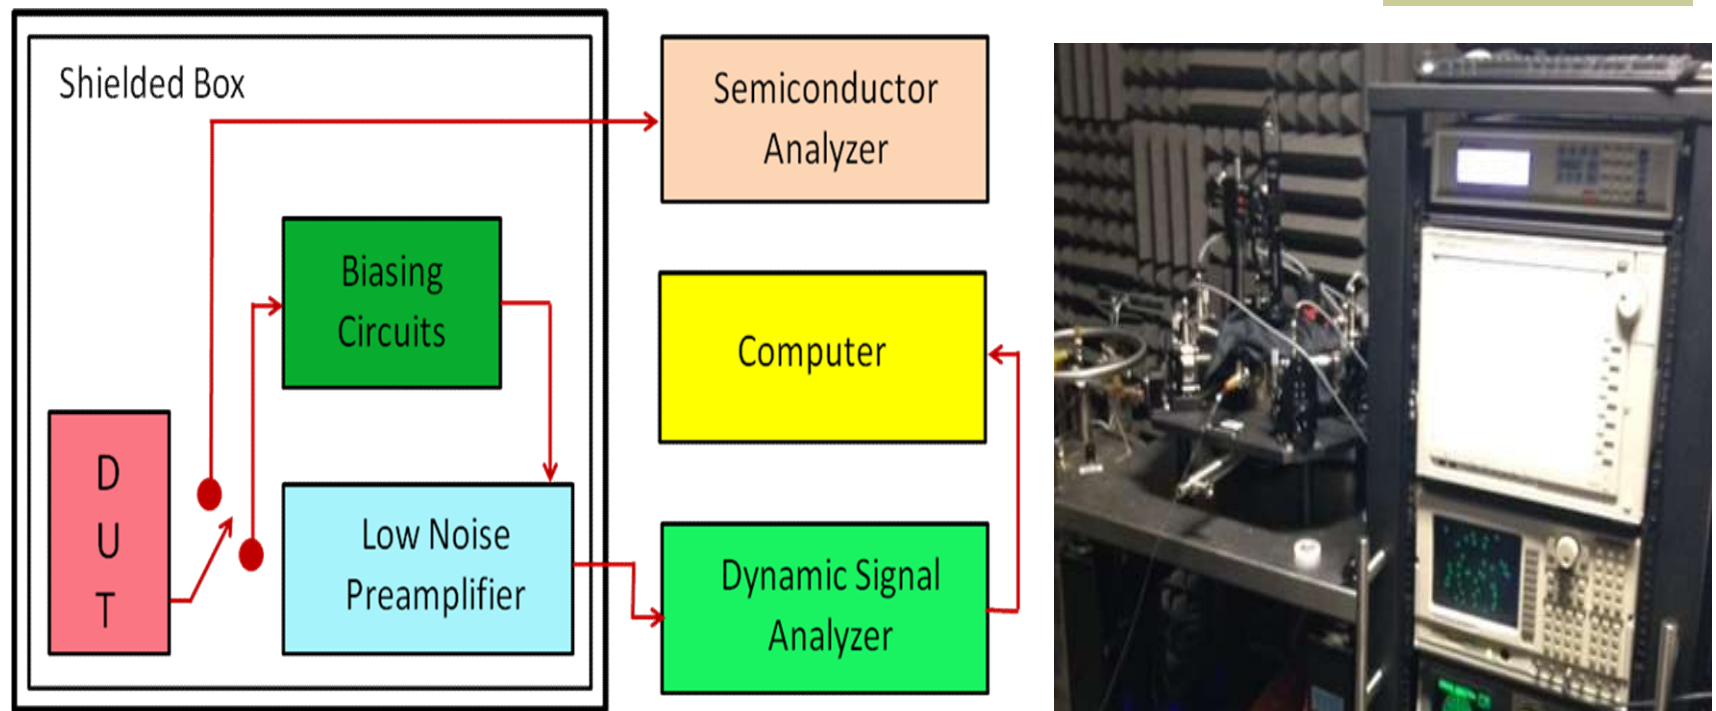 Shielded Box
Semiconductor
Analyzer
Biasing
Circuits
Computer
D
U
T
Low Noise
Preamplifier
Dynamic Signal
Analyzer